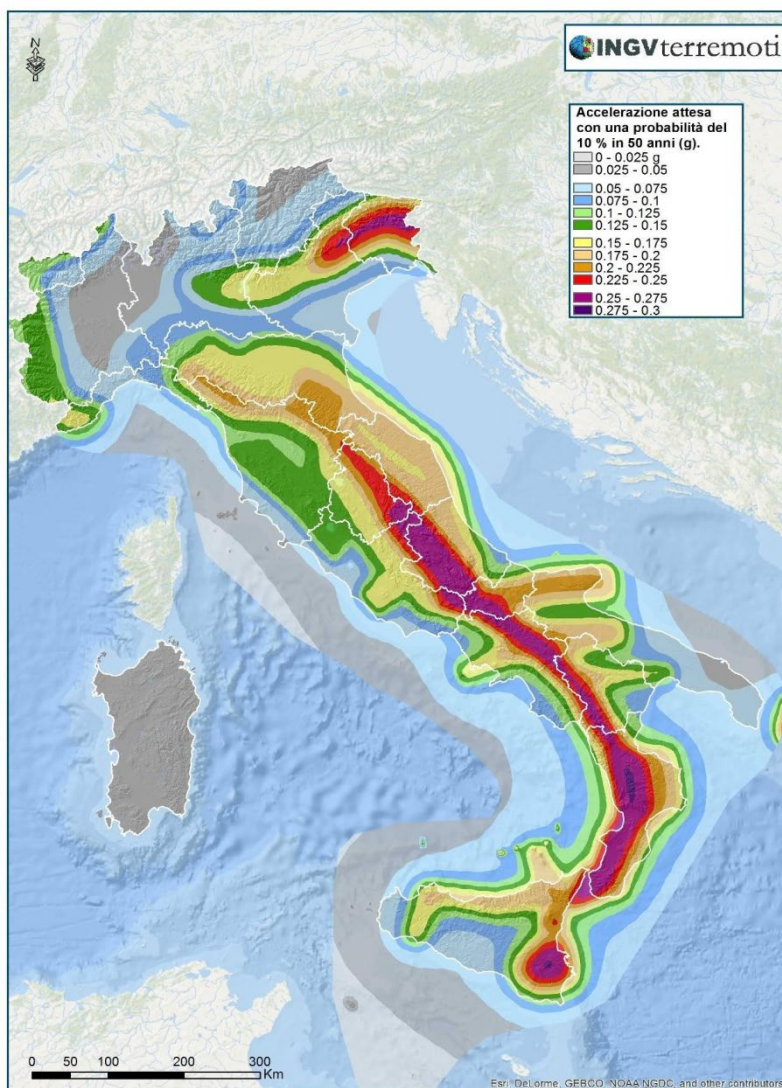 N
INGVterremoti
Accelerazione attesa
con una probabilità del
10 % in 50 anni (g).
0 - 0.025 g
0.025 - 0.05
0.05 - 0.075
0.075 - 0.1
0.1 - 0.125
0.125 - 0.15
0.15 - 0.175
0.175 - 0.2
0.2 - 0.225
0.225 - 0.25
0.25 - 0.275
0.275 - 0.3
0 50 100 200 300
Km
Esri, DeLorme, GEBCO, NOAA NGDC, and other contributors